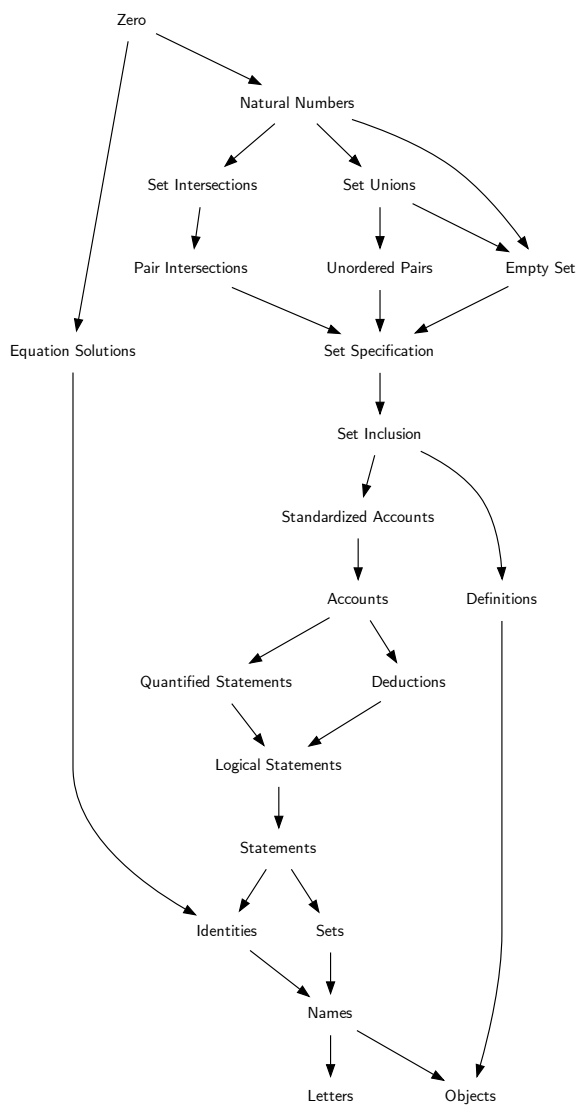 Zero
Natural Numbers
Set Intersections
Set Unions
Pair Intersections
Unordered Pairs
Empty Set
Equation Solutions
Set Specification
Set Inclusion
Standardized Accounts
Accounts
Definitions
Quantified Statements
Deductions
Logical Statements
Statements
Identities
Sets
Names
Letters
Objects